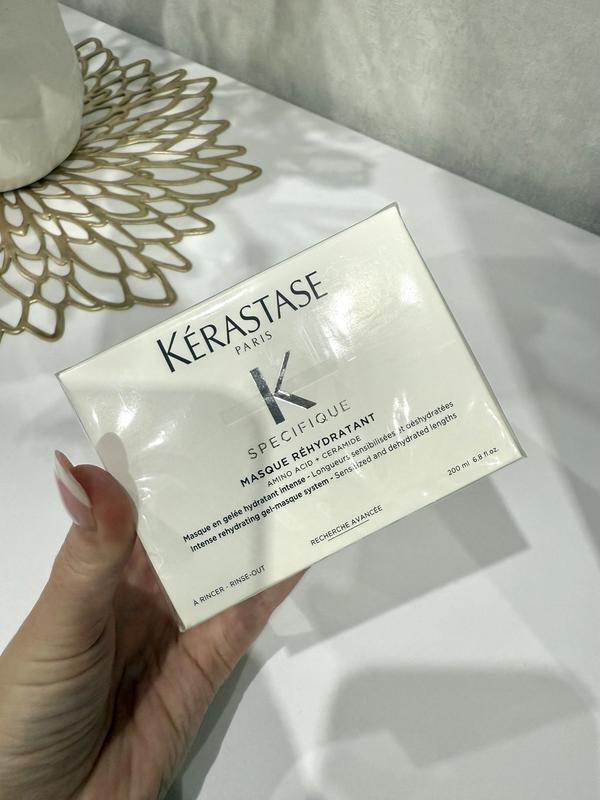 KÉRASTASE
PARIS
K
SPECIFIQUE
MASQUE RÉHYDRATANT
AMINO ACID • CERAMIDE
Masque en gelée hydratant intense - Longueurs sensibilisées et déshydratées
Intense rehydrating gel-masque system - Sensitized and dehydrated lengths
200 ml 6.8 fl.oz.
RECHERCHE AVANCÉE
À RINCER - RINSE-OUT